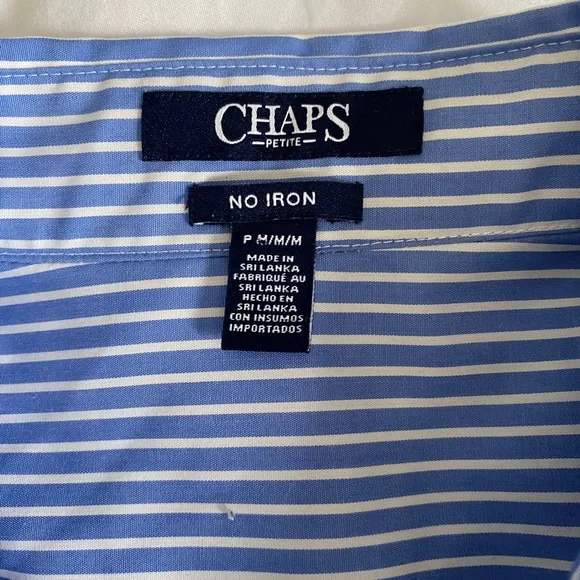 CHAPS
PETITE
NO IRON
P M/M/M
MADE IN
SRI LANKA
FABRIQUÉ AU
SRI LANKA
HECHO EN
SRI LANKA
CON INSUMOS
IMPORTADOS